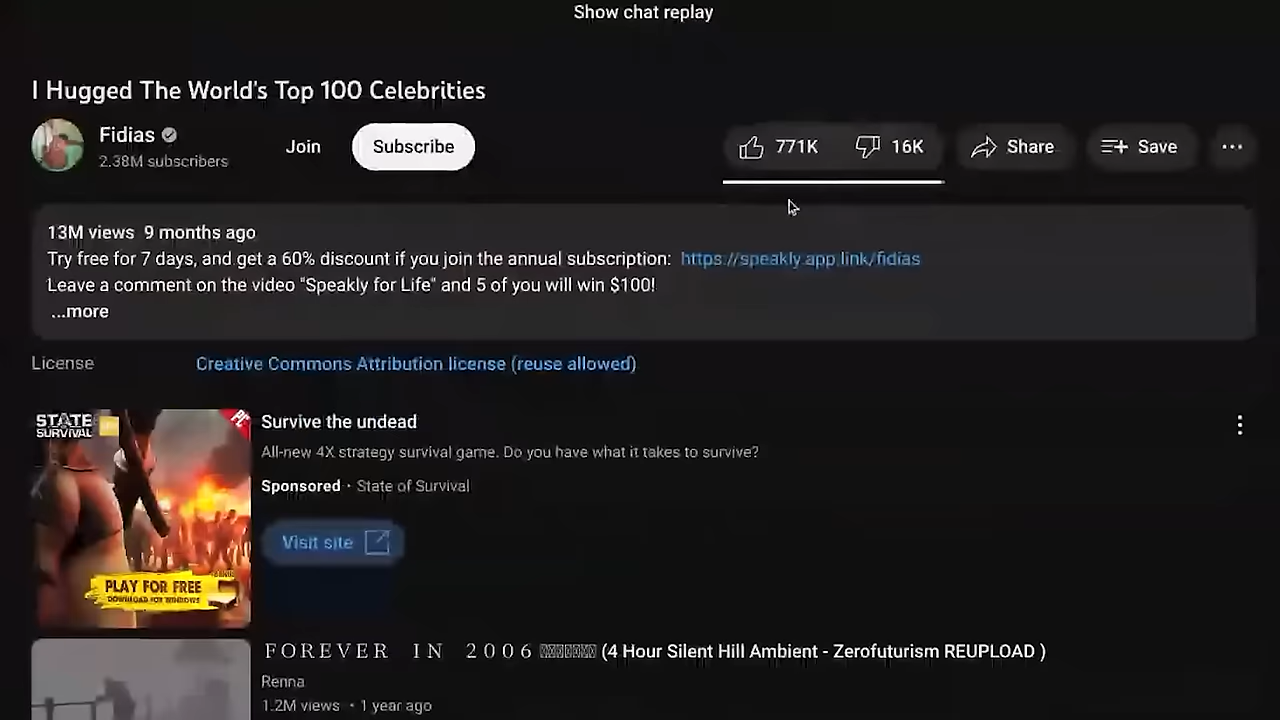 Show chat replay
I Hugged The World's Top 100 Celebrities
Fidias
2.38M subscribers
Join
Subscribe
771K
16K
Share
Save
13M views 9 months ago
Try free for 7 days, and get a 60% discount if you join the annual subscription: https://speakly.app.link/fidias
Leave a comment on the video "Speakly for Life" and 5 of you will win $100!
...more
License
Creative Commons Attribution license (reuse allowed)
STATE
SURVIVAL
PC
PLAY FOR FREE
DOWNLOAD FOR WINDOWS
Survive the undead
All-new 4X strategy survival game. Do you have what it takes to survive?
Sponsored · State of Survival
Visit site
FOREVER IN 2006 (4 Hour Silent Hill Ambient - Zerofuturism REUPLOAD )
Renna
1.2M views • 1 year ago